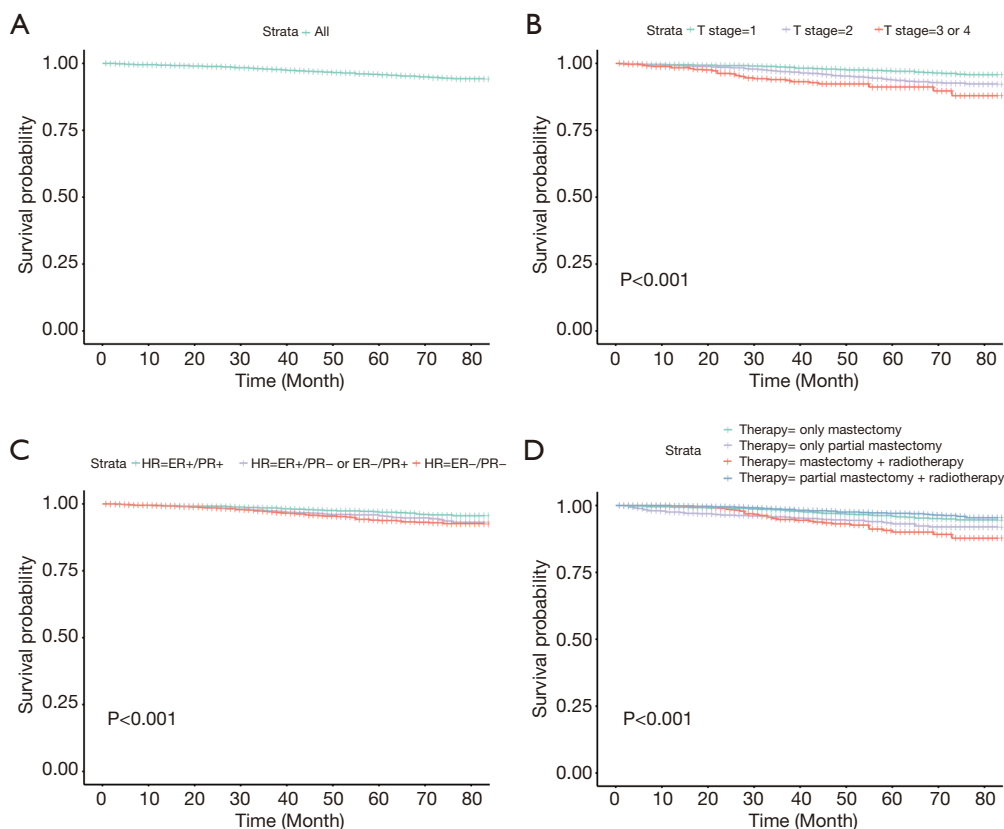 A
Strata All
1.00
0.75
0.50
0.25
0.00
Survival probability
0 10 20 30 40 50 60 70 80
Time (Month)
B
Strata T stage=1 T stage=2 T stage=3 or 4
1.00
0.75
0.50
0.25
0.00
Survival probability
P<0.001
0 10 20 30 40 50 60 70 80
Time (Month)
C
Strata HR=ER+/PR+ HR=ER+/PR− or ER−/PR+ HR=ER−/PR−
1.00
0.75
0.50
0.25
0.00
Survival probability
P<0.001
0 10 20 30 40 50 60 70 80
Time (Month)
D
Strata
Therapy= only mastectomy
Therapy= only partial mastectomy
Therapy= mastectomy + radiotherapy
Therapy= partial mastectomy + radiotherapy
1.00
0.75
0.50
0.25
0.00
Survival probability
P<0.001
0 10 20 30 40 50 60 70 80
Time (Month)